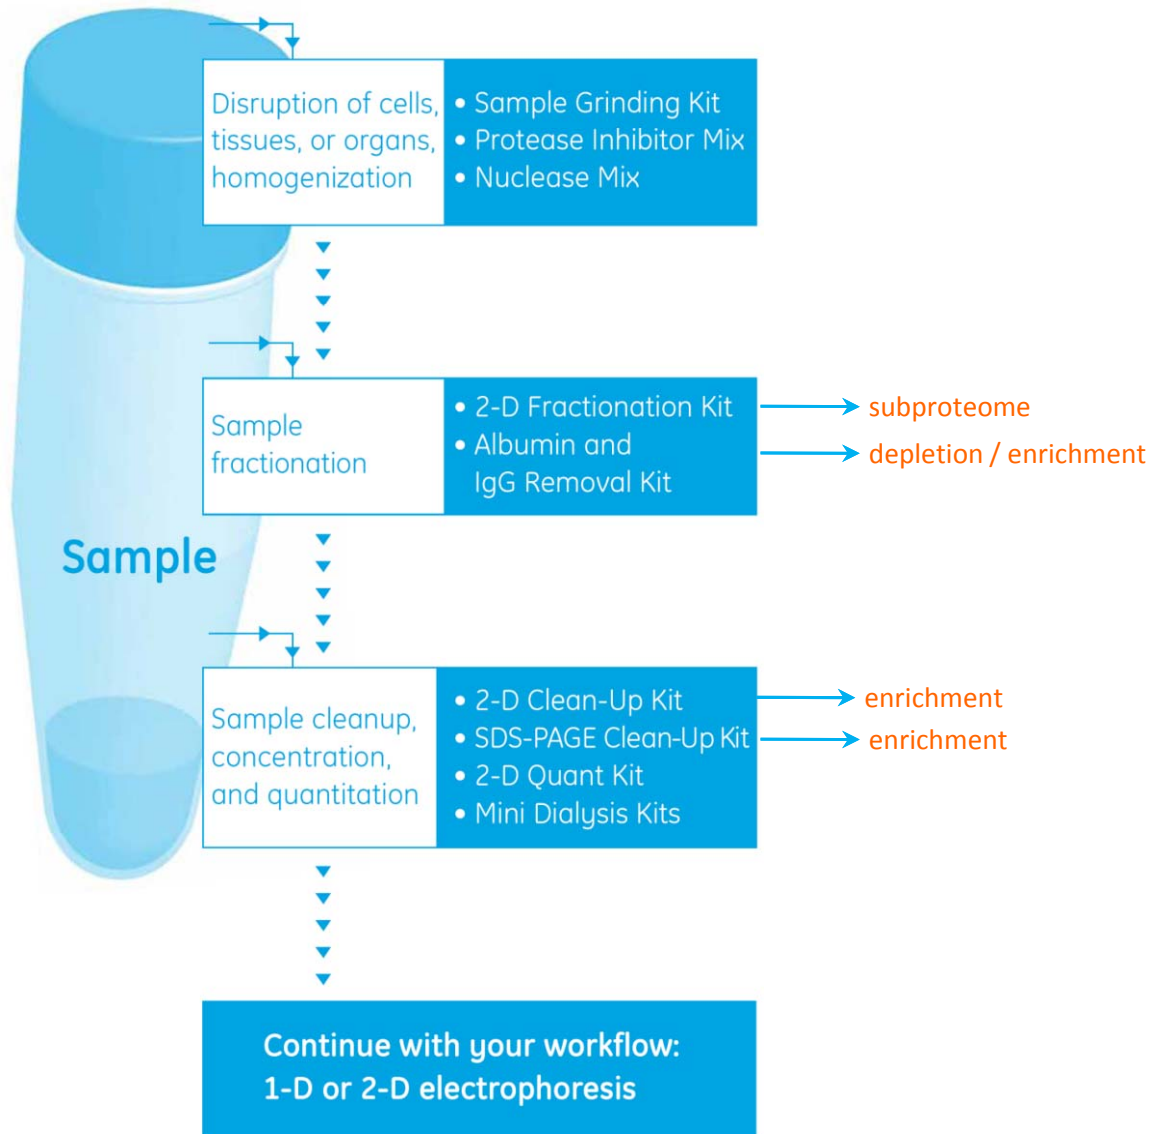 Disruption of cells,
tissues, or organs,
homogenization
• Sample Grinding Kit
• Protease Inhibitor Mix
• Nuclease Mix
Sample
fractionation
• 2-D Fractionation Kit
subproteome
• Albumin and
IgG Removal Kit
depletion / enrichment
Sample
Sample cleanup,
concentration,
and quantitation
• 2-D Clean-Up Kit
enrichment
• SDS-PAGE Clean-Up Kit
enrichment
• 2-D Quant Kit
• Mini Dialysis Kits
Continue with your workflow:
1-D or 2-D electrophoresis